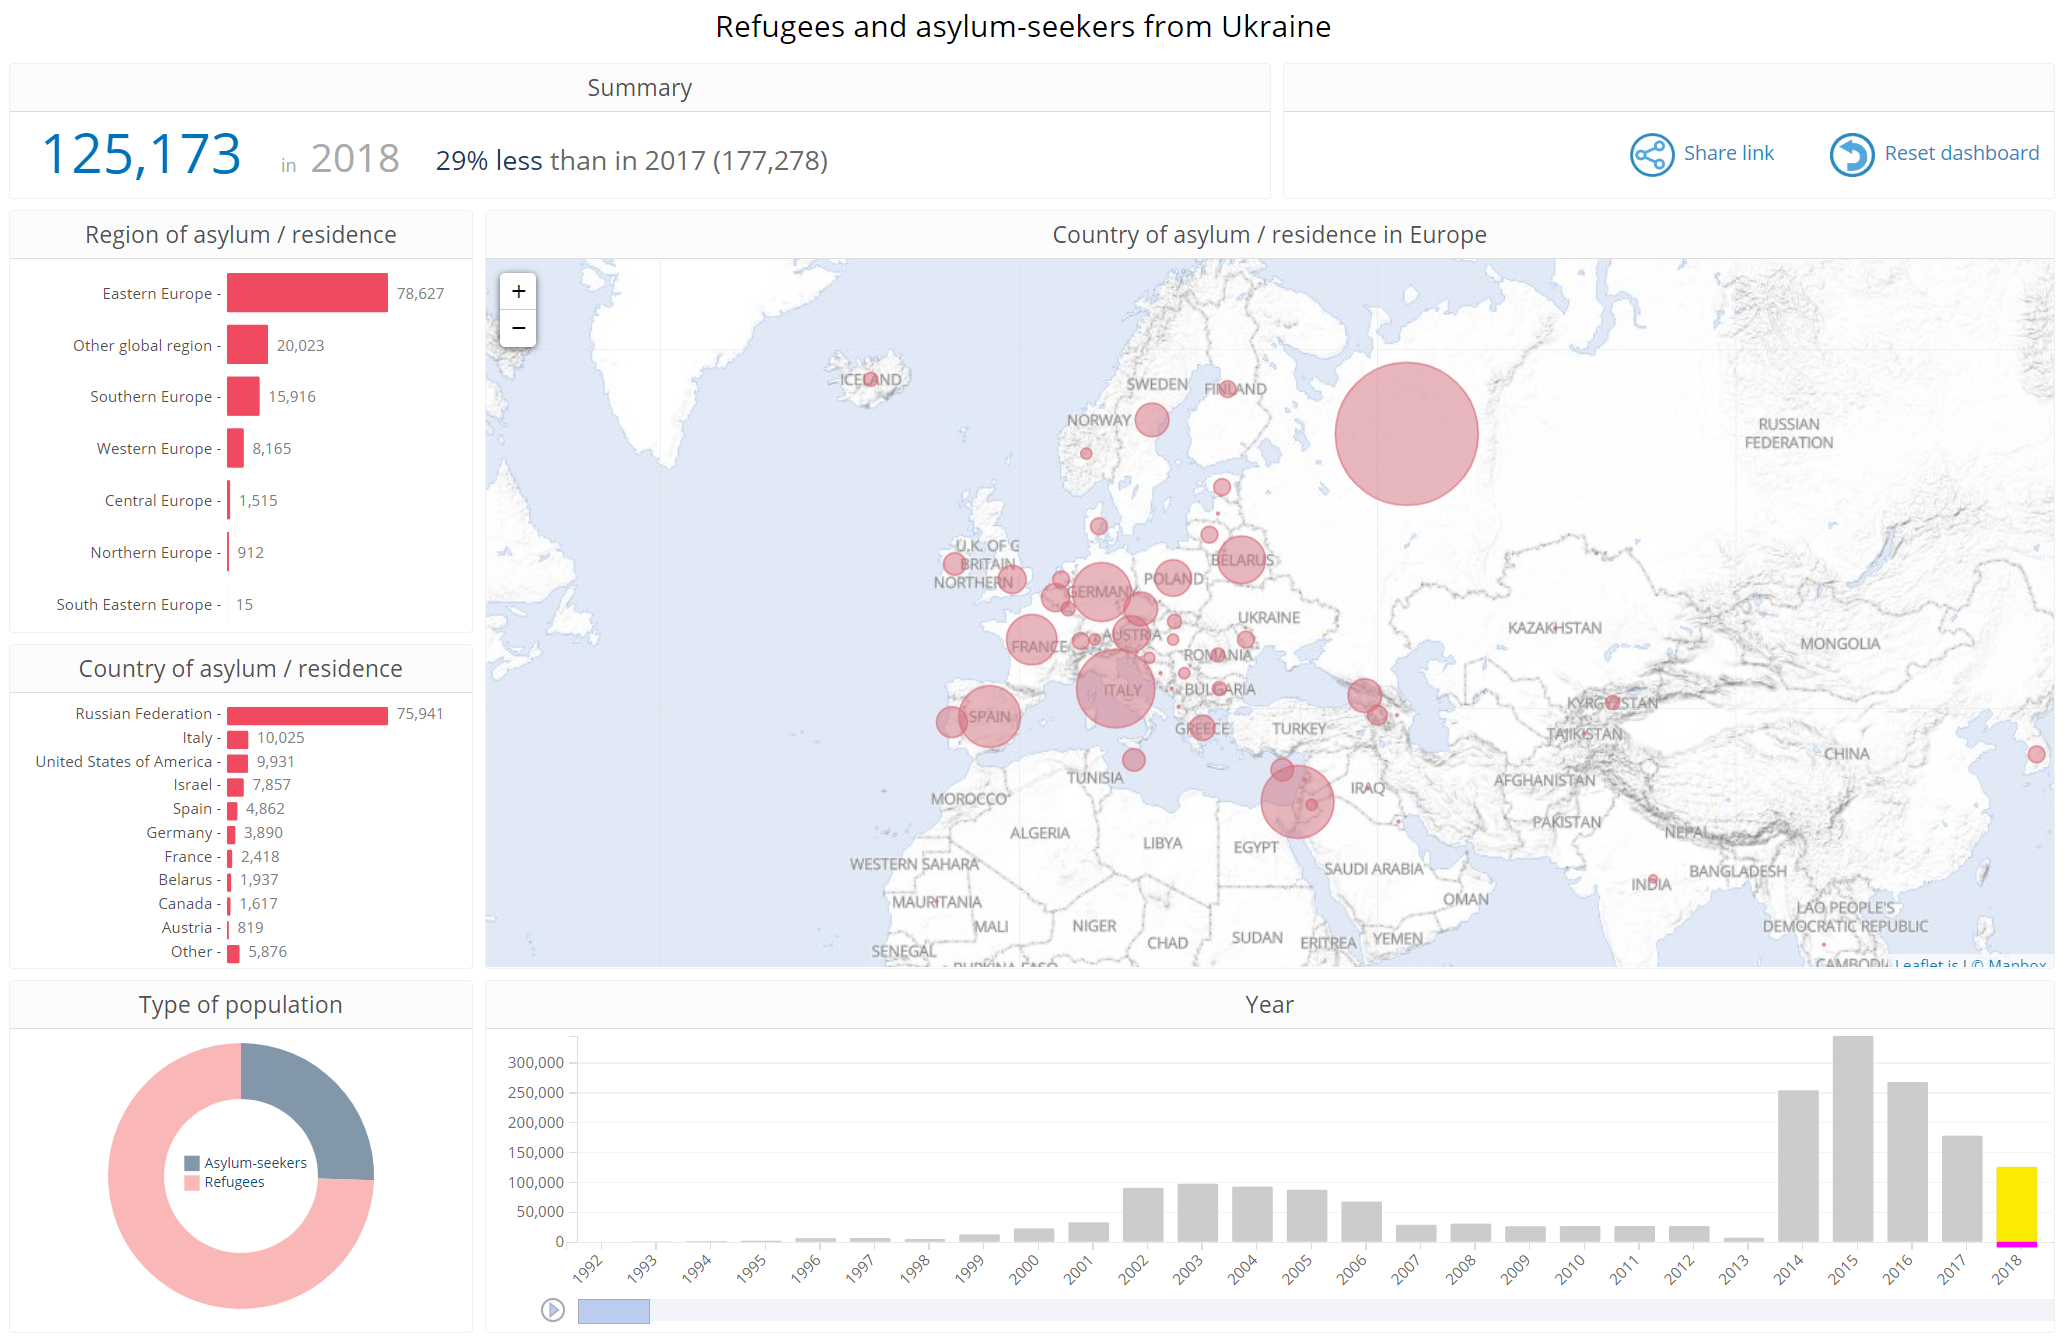 Refugees and asylum-seekers from Ukraine
Summary
125,173 in 2018 29% less than in 2017 (177,278)
Share link
Reset dashboard
Region of asylum / residence
Eastern Europe - 78,627
Other global region - 20,023
Southern Europe - 15,916
Western Europe - 8,165
Central Europe - 1,515
Northern Europe - 912
South Eastern Europe - 15
Country of asylum / residence
Russian Federation - 75,941
Italy - 10,025
United States of America - 9,931
Israel - 7,857
Spain - 4,862
Germany - 3,890
France - 2,418
Belarus - 1,937
Canada - 1,617
Austria - 819
Other - 5,876
Country of asylum / residence in Europe
+
−
ICELAND
SWEDEN
FINLAND
NORWAY
RUSSIAN
FEDERATION
U.K. OF G
BRITAIN
NORTHERN
BELARUS
GERMANY
POLAND
UKRAINE
KAZAKHSTAN
MONGOLIA
FRANCE
AUSTRIA
ROMANIA
ITALY
BULGARIA
SPAIN
GREECE
TURKEY
KYRGYZSTAN
TAJIKISTAN
CHINA
TUNISIA
MOROCCO
IRAQ
AFGHANISTAN
ALGERIA
LIBYA
EGYPT
PAKISTAN
NEPAL
WESTERN SAHARA
SAUDI ARABIA
INDIA
BANGLADESH
MAURITANIA
OMAN
LAO PEOPLE'S
DEMOCRATIC REPUBLIC
MALI
NIGER
CHAD
SUDAN
ERITREA
YEMEN
SENEGAL
BURKINA FASO
CAMBODIA
Leaflet.js | © Mapbox
Type of population
Asylum-seekers
Refugees
Year
300,000
250,000
200,000
150,000
100,000
50,000
0
1992 1993 1994 1995 1996 1997 1998 1999 2000 2001 2002 2003 2004 2005 2006 2007 2008 2009 2010 2011 2012 2013 2014 2015 2016 2017 2018